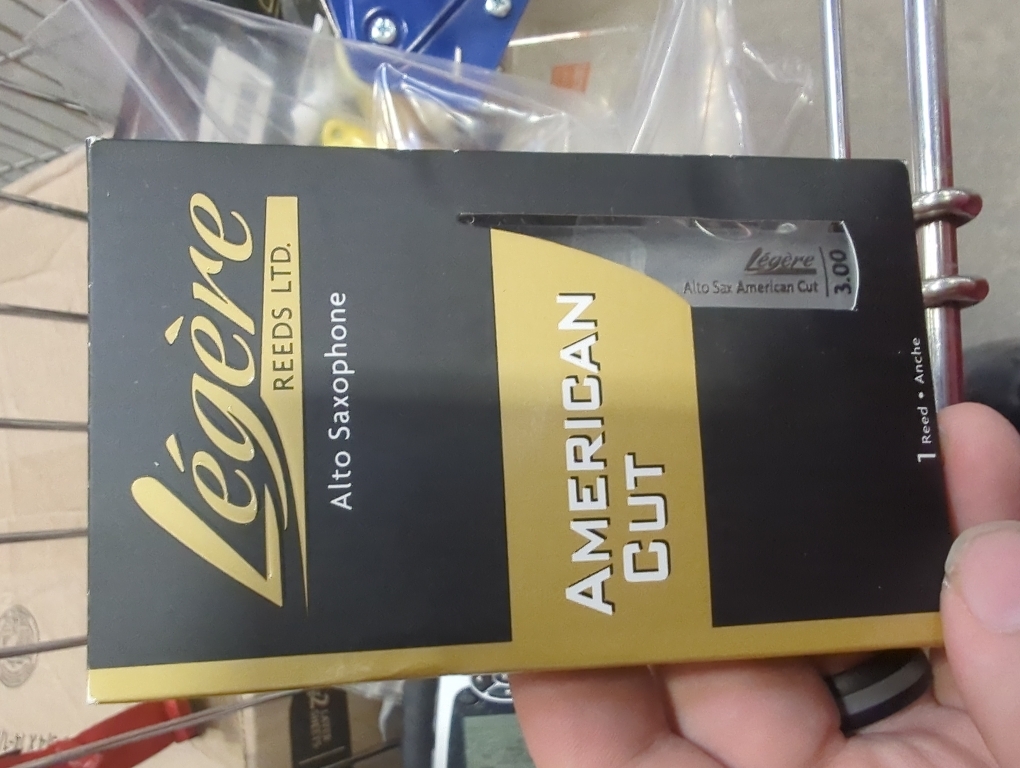 Légère
REEDS LTD.
Alto Saxophone
AMERICAN
CUT
Légère
Alto Sax American Cut
3.00
1 Reed • Anche